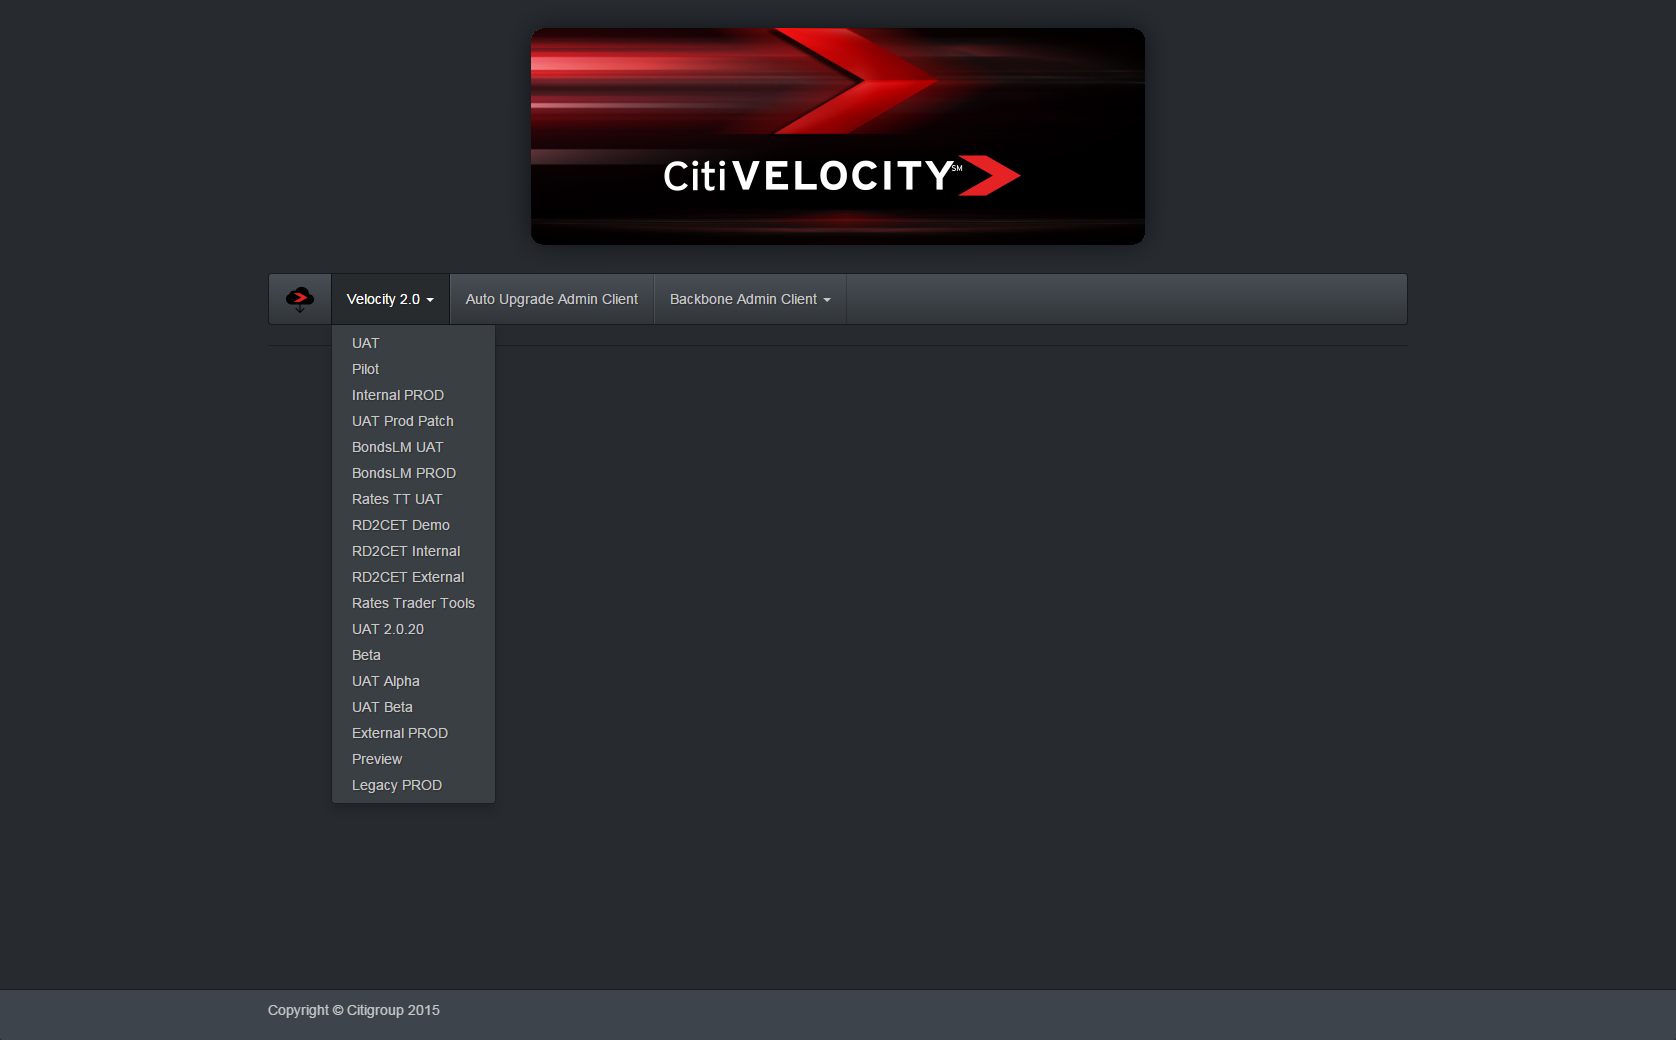 CitiVELOCITY℠
Velocity 2.0
Auto Upgrade Admin Client
Backbone Admin Client
UAT
Pilot
Internal PROD
UAT Prod Patch
BondsLM UAT
BondsLM PROD
Rates TT UAT
RD2CET Demo
RD2CET Internal
RD2CET External
Rates Trader Tools
UAT 2.0.20
Beta
UAT Alpha
UAT Beta
External PROD
Preview
Legacy PROD
Copyright © Citigroup 2015